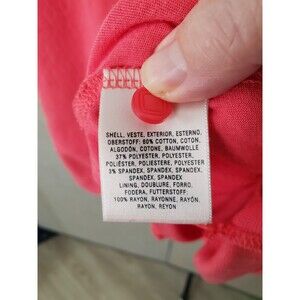 SHELL, VESTE, EXTERIOR, ESTERNO,
OBERSTOFF: 60% COTTON, COTON,
ALGODÓN, COTONE, BAUMWOLLE
37% POLYESTER, POLYESTER,
POLIÉSTER, POLIESTERE, POLYESTER
3% SPANDEX, SPANDEX, SPANDEX,
SPANDEX, SPANDEX
LINING, DOUBLURE, FORRO,
FODERA, FUTTERSTOFF:
100% RAYON, RAYONNE, RAYÓN,
RAYON, REYON